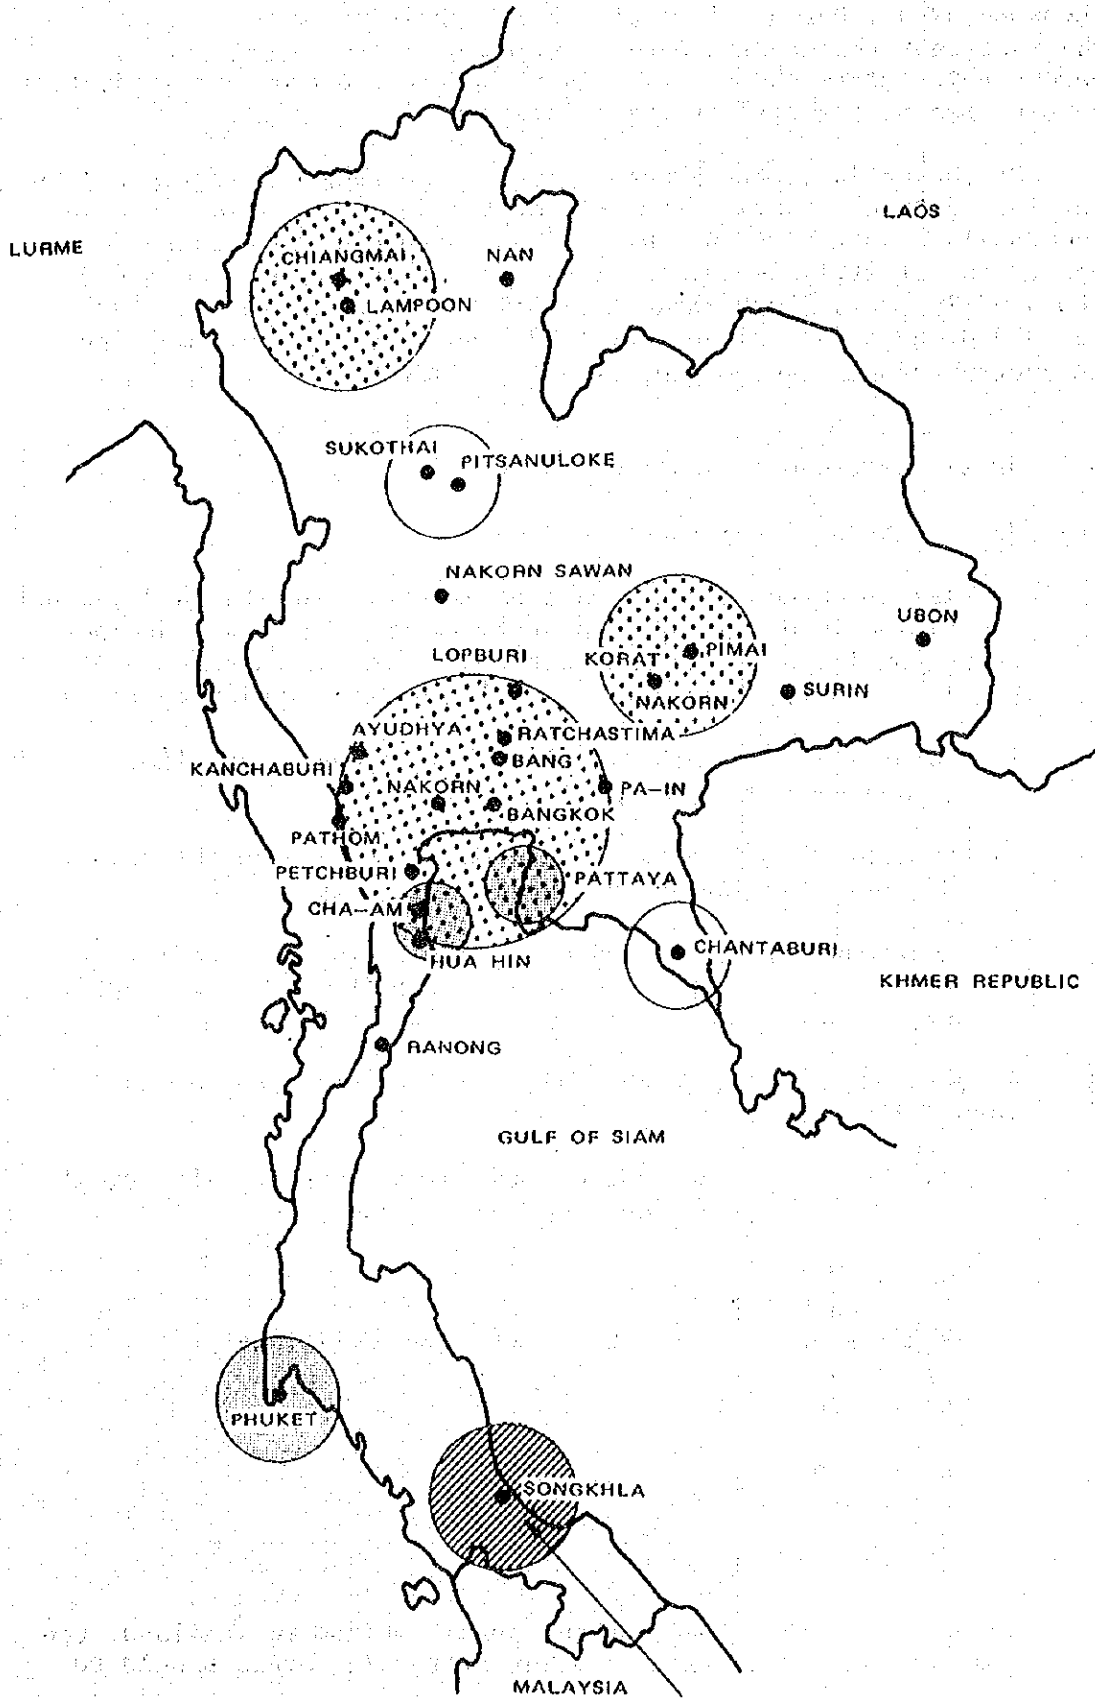 LAOS
LURME
CHIANGMAI
NAN
LAMPOON
SUKOTHAI
PITSANULOKE
NAKORN SAWAN
UBON
LOPBURI
KORAT
PIMAI
SURIN
NAKORN
AYUDHYA
RATCHASTIMA
BANG
KANCHABURI
NAKORN
PA-IN
BANGKOK
PATHOM
PETCHBURI
PATTAYA
CHA-AM
CHANTABURI
HUA HIN
KHMER REPUBLIC
RANONG
GULF OF SIAM
PHUKET
SONGKHLA
MALAYSIA